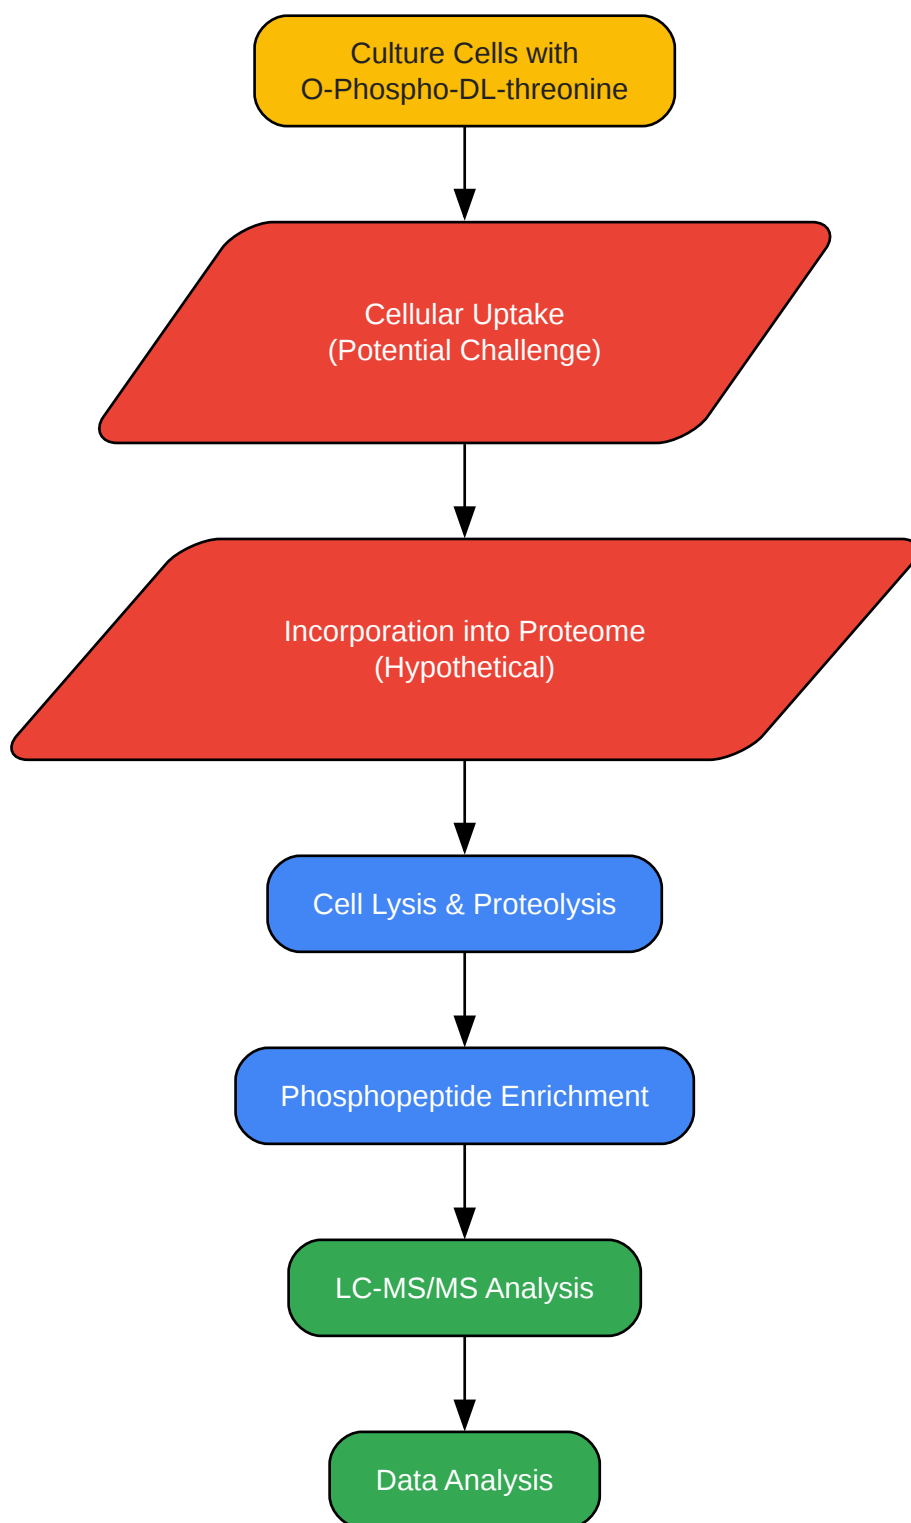 Culture Cells with
O-Phospho-DL-threonine
Cellular Uptake
(Potential Challenge)
Incorporation into Proteome
(Hypothetical)
Cell Lysis & Proteolysis
Phosphopeptide Enrichment
LC-MS/MS Analysis
Data Analysis